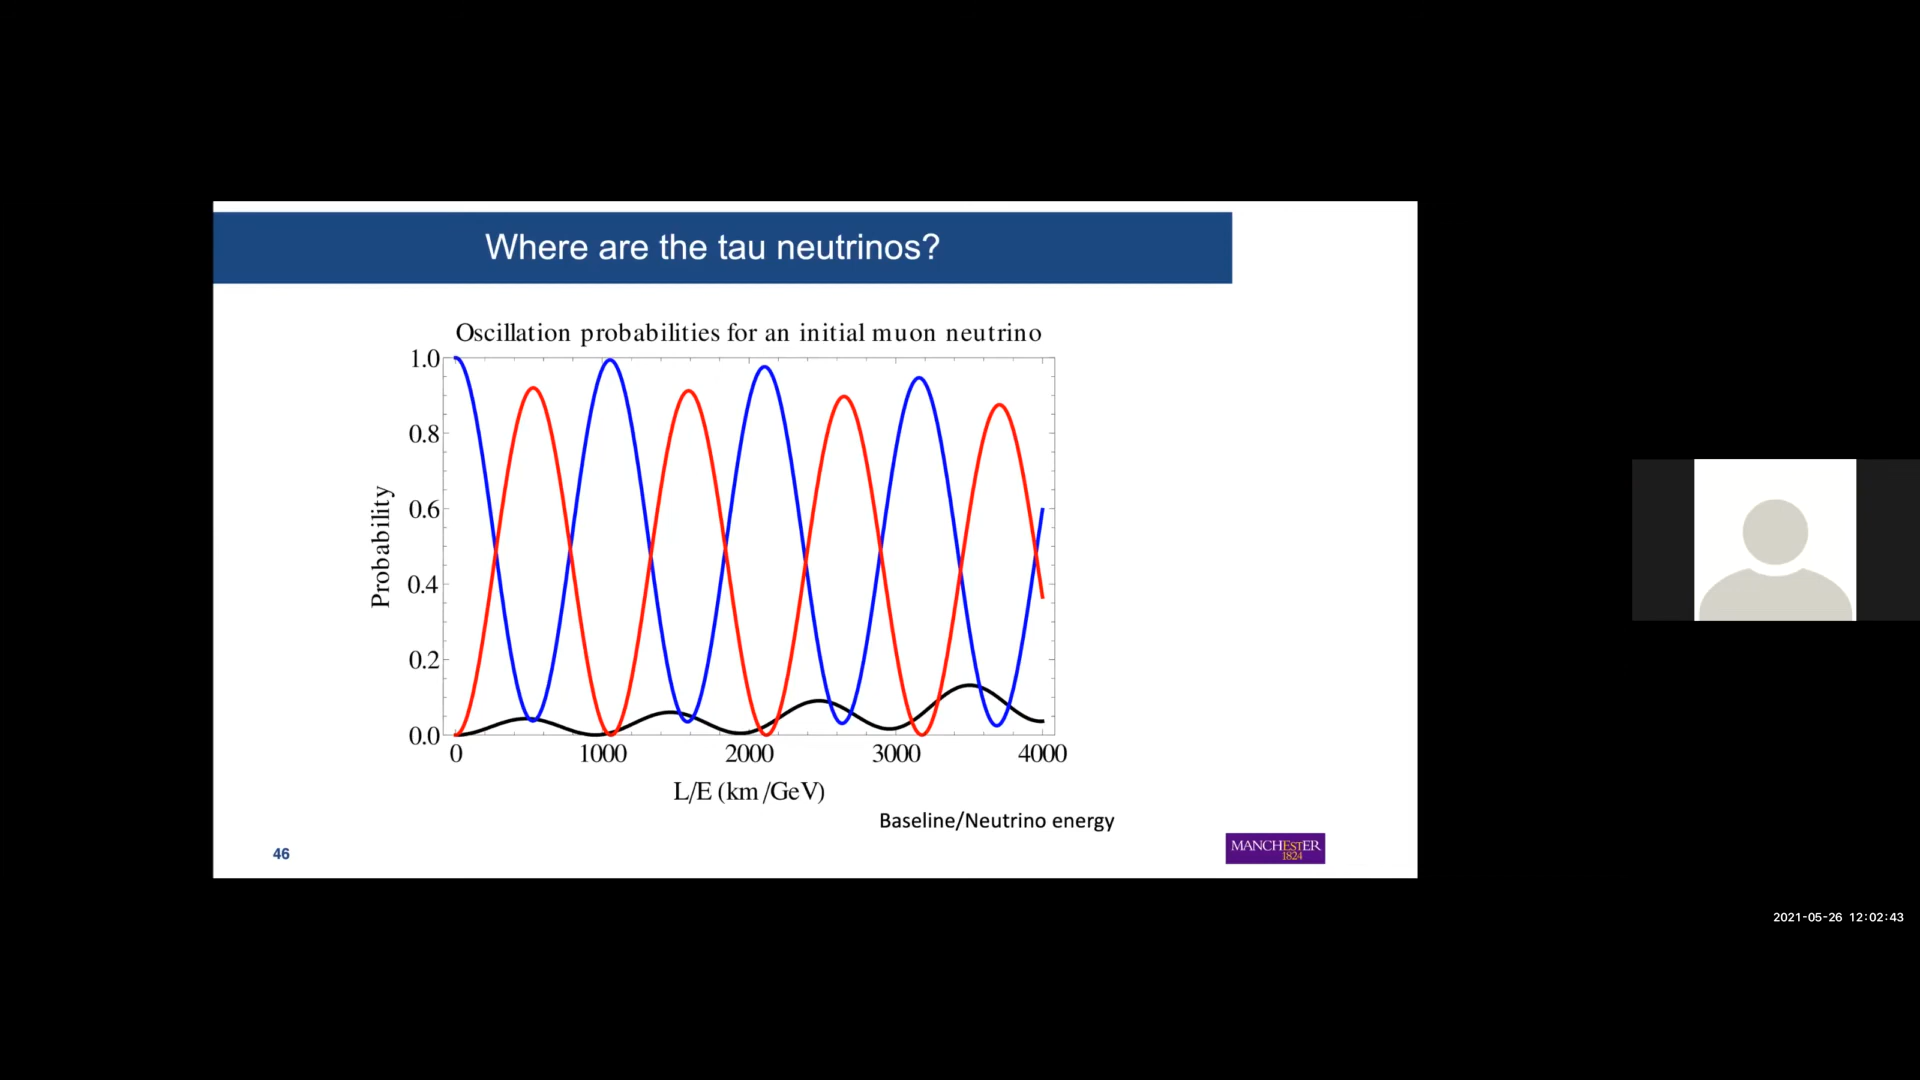 Where are the tau neutrinos?
Oscillation probabilities for an initial muon neutrino
1.0
0.8
0.6
0.4
0.2
0.0
Probability
0 1000 2000 3000 4000
L/E (km/GeV)
Baseline/Neutrino energy
46
MANCHESTER
1824
2021-05-26 12:02:43